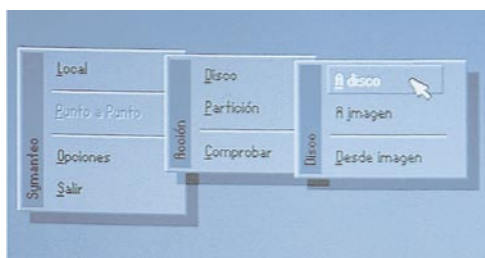 Symantec
Local
Punto a Punto
Opciones
Salir
Acción
Disco
Partición
Comprobar
Disco
A disco
A imagen
Desde imagen